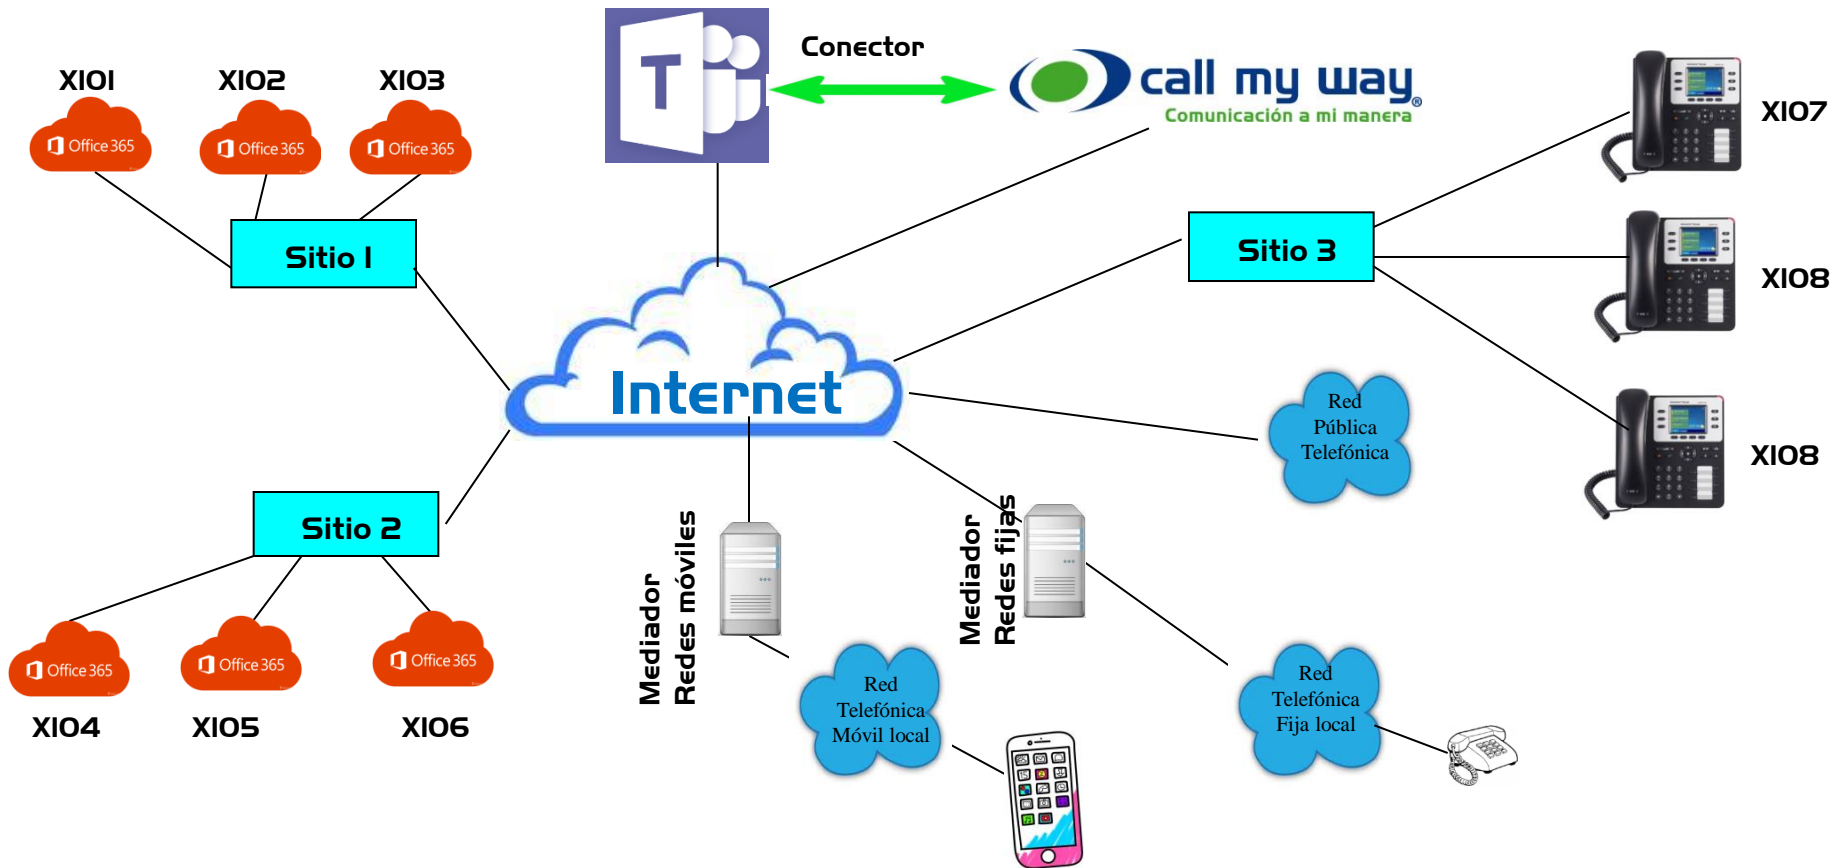 Conector
call my way®
Comunicación a mi manera
X101
X102
X103
Office 365
Office 365
Office 365
Sitio 1
X107
Sitio 3
X108
X108
Internet
Red
Pública
Telefónica
Sitio 2
Mediador
Redes móviles
Mediador
Redes fijas
Office 365
Office 365
Office 365
X104
X105
X106
Red
Telefónica
Móvil local
Red
Telefónica
Fija local
T